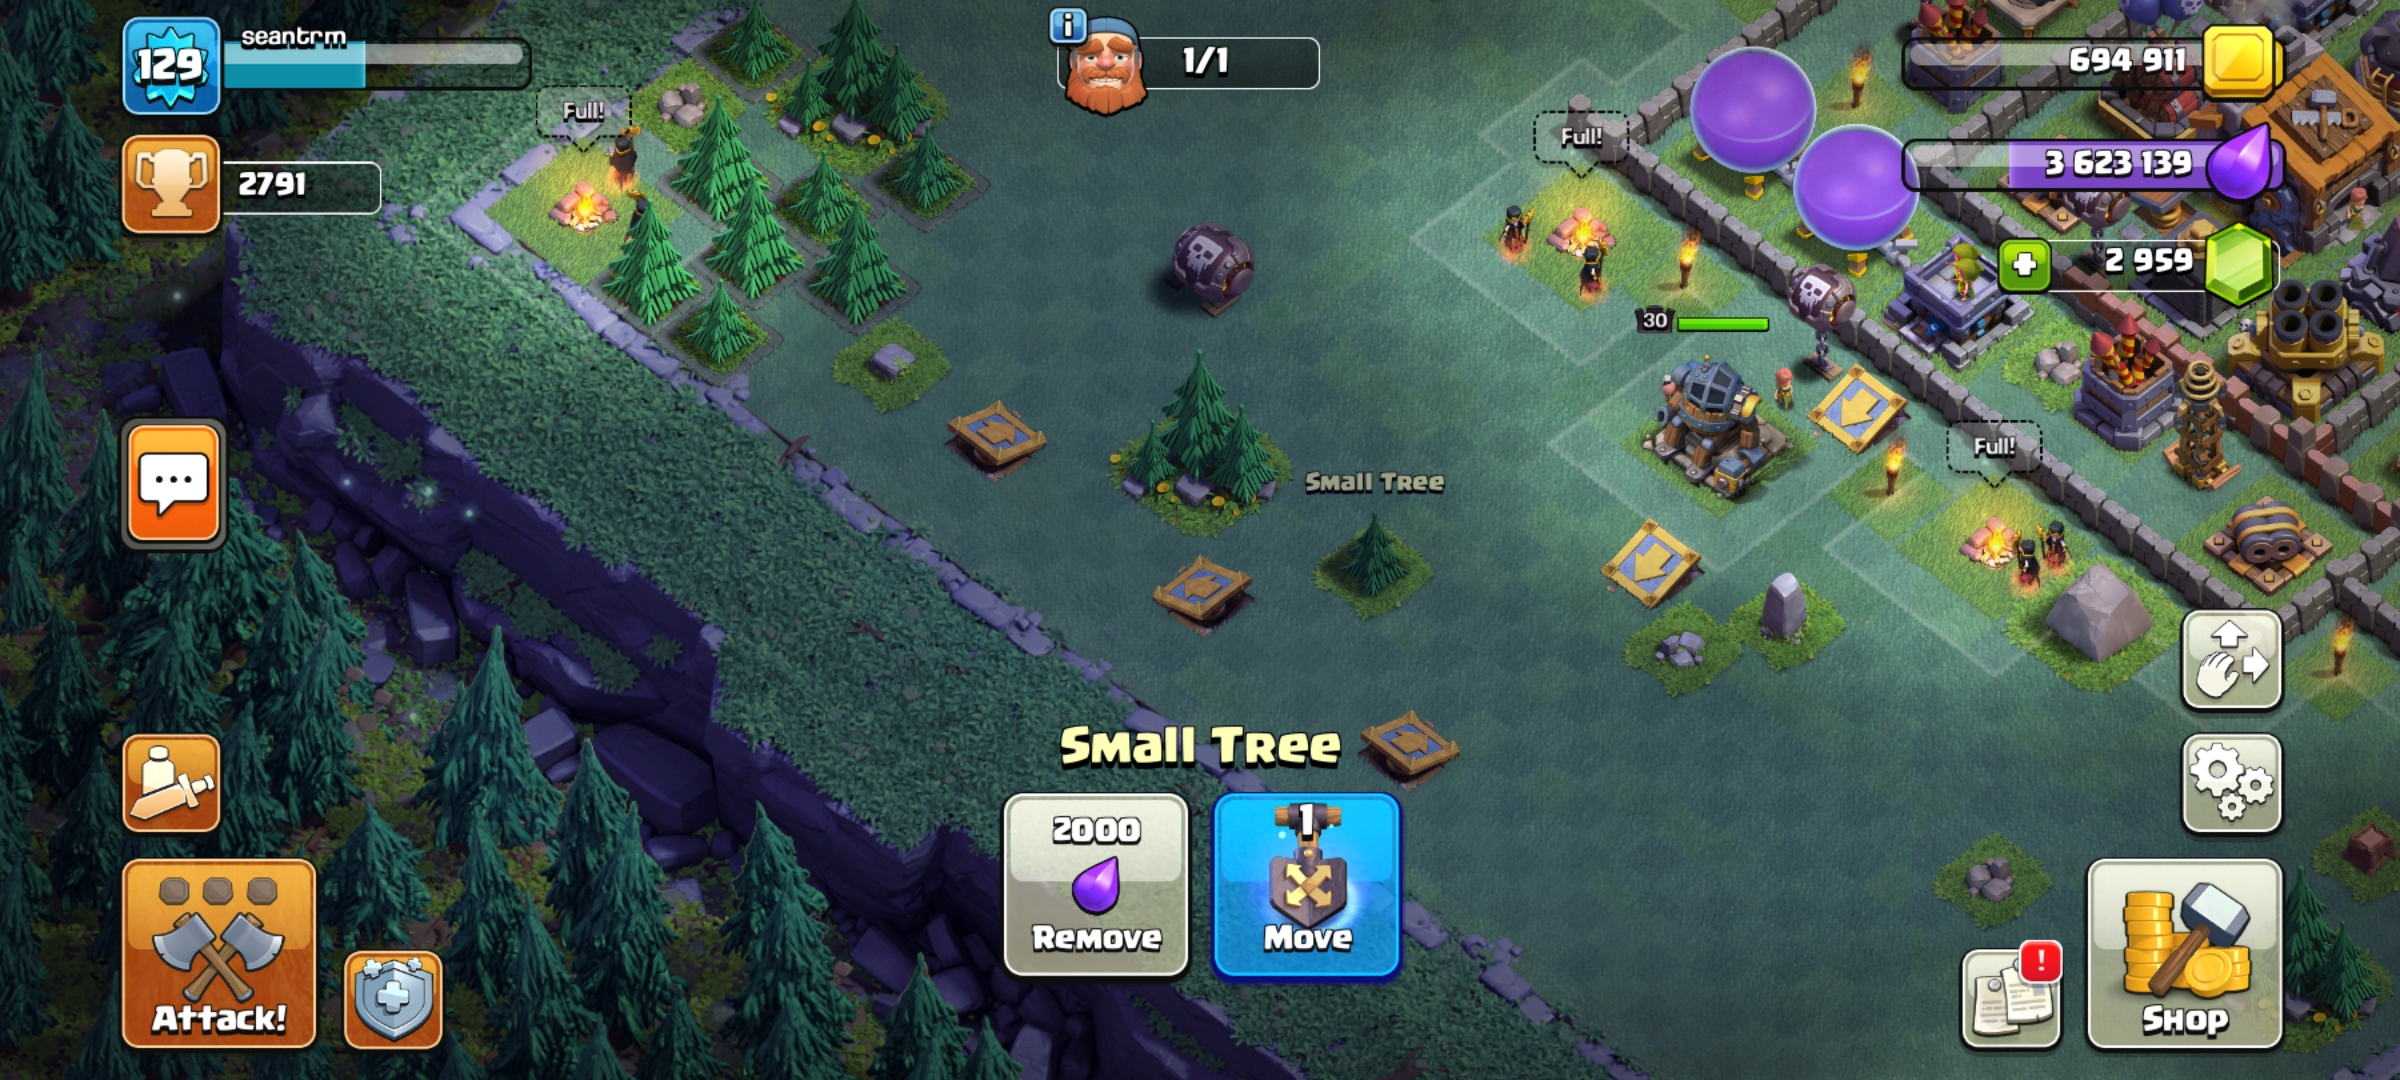 129
seantrm
i
1/1
694 911
2791
Full!
Full!
3 623 139
2 959
30
Full!
Small Tree
Small Tree
2000
Remove
1
Move
Attack!
!
Shop